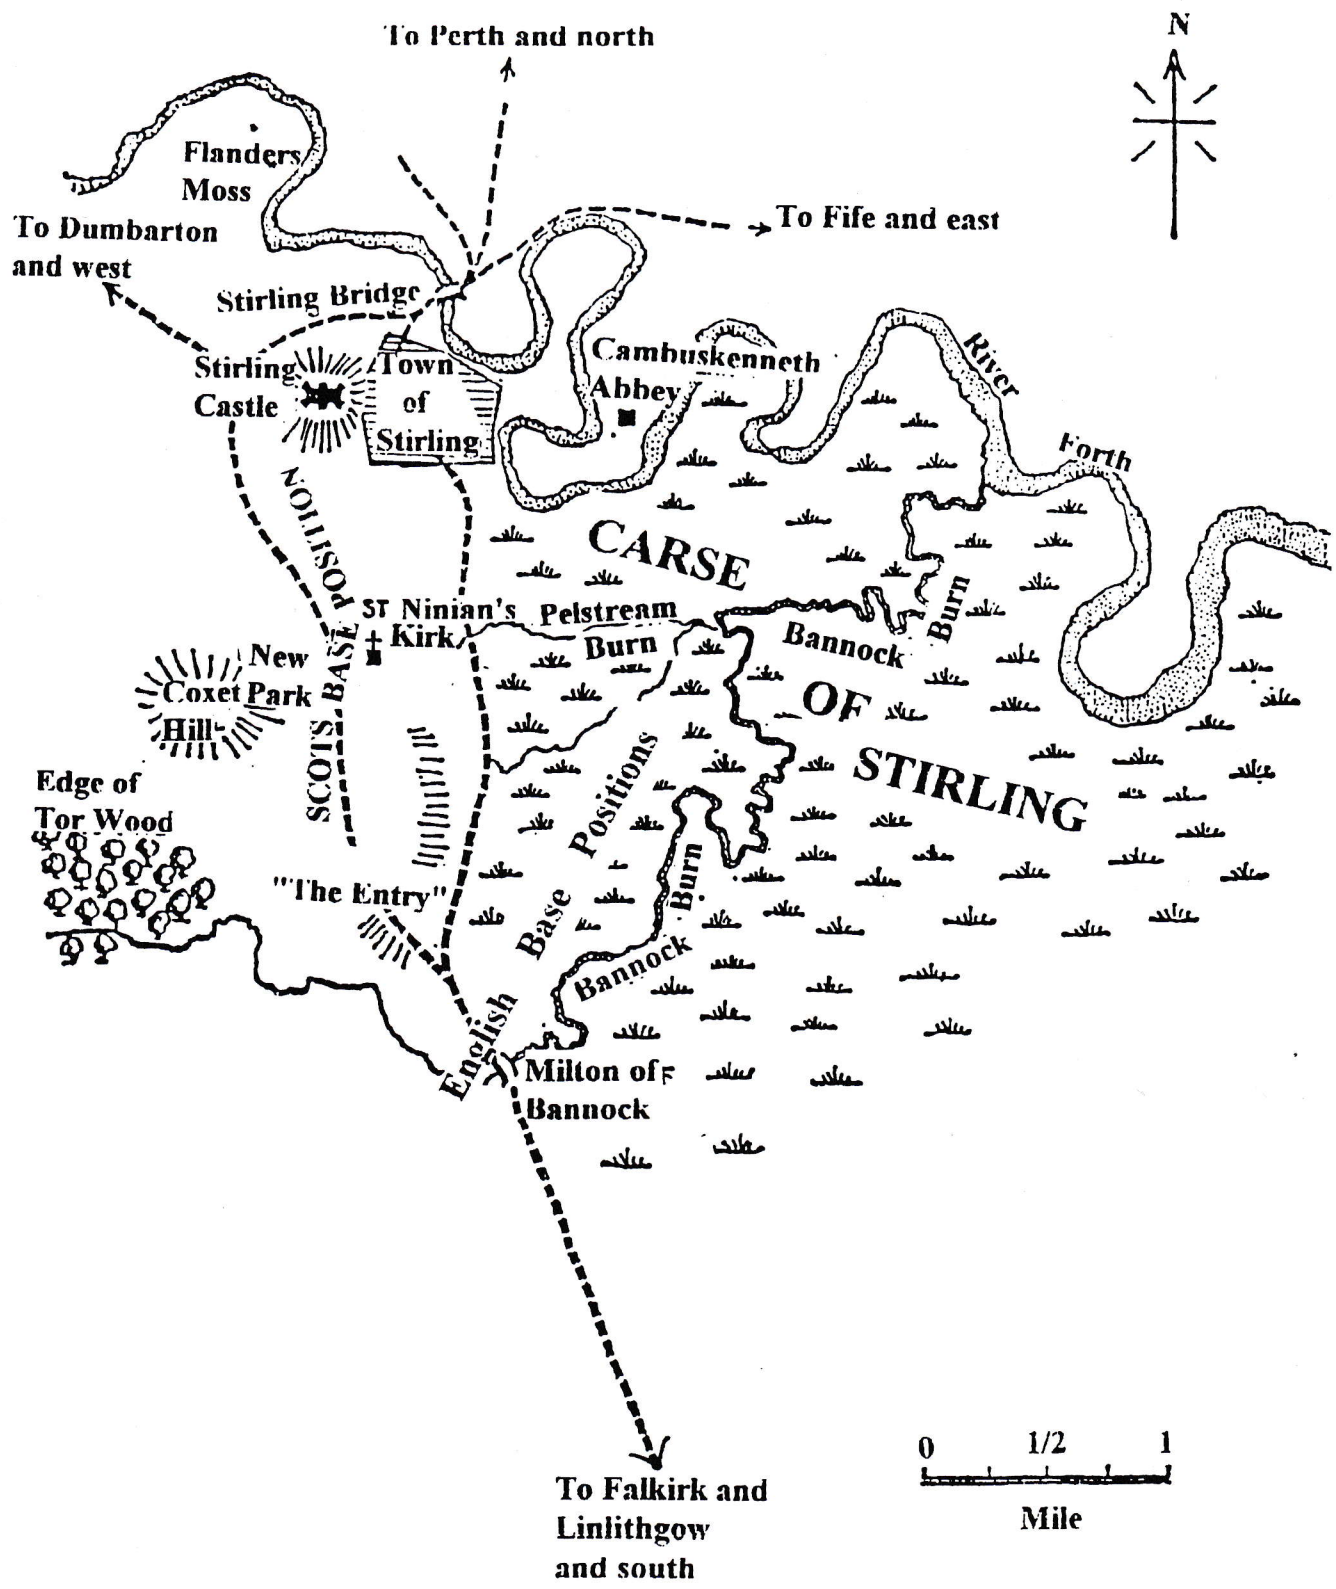 To Perth and north
N
Flanders
Moss
To Dumbarton
and west
To Fife and east
Stirling Bridge
Stirling
Castle
Town
of
Stirling
Cambuskenneth
Abbey
River
Forth
CARSE
OF
STIRLING
SCOTS BASE POSITION
ST Ninian's
Kirk
Pelstream
Burn
Bannock
Burn
New
Park
Coxet
Hill
Edge of
Tor Wood
"The Entry"
English Base Positions
Bannock
Burn
Milton of
Bannock
To Falkirk and
Linlithgow
and south
0 1/2 1
Mile